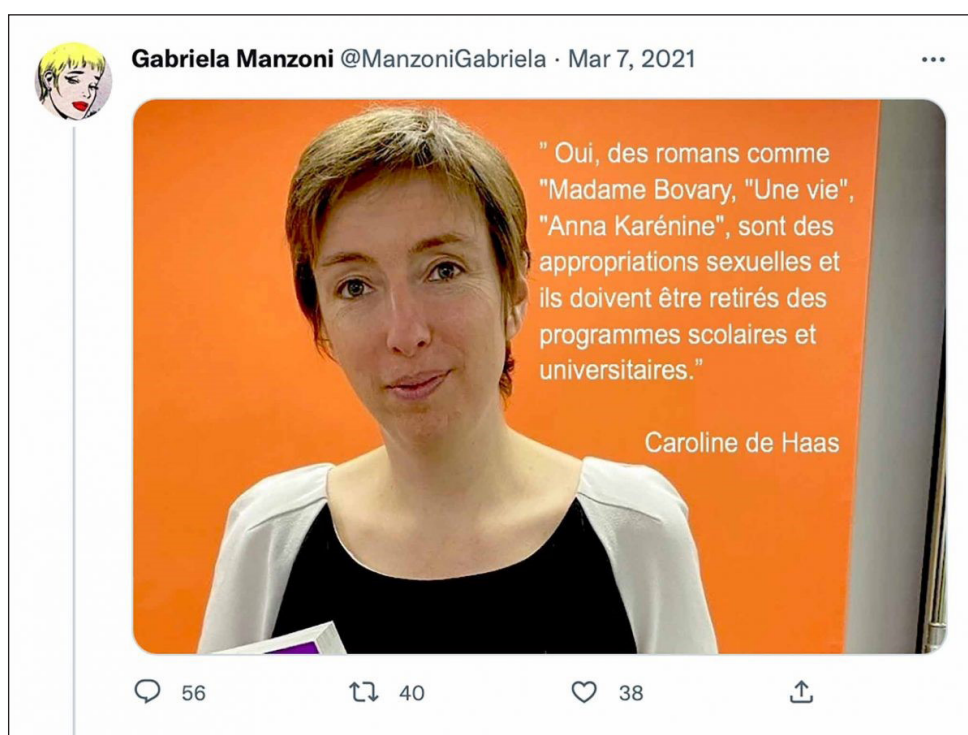 Gabriela Manzoni @ManzoniGabriela · Mar 7, 2021
" Oui, des romans comme
"Madame Bovary, "Une vie",
"Anna Karénine", sont des
appropriations sexuelles et
ils doivent être retirés des
programmes scolaires et
universitaires."
Caroline de Haas
56 40 38